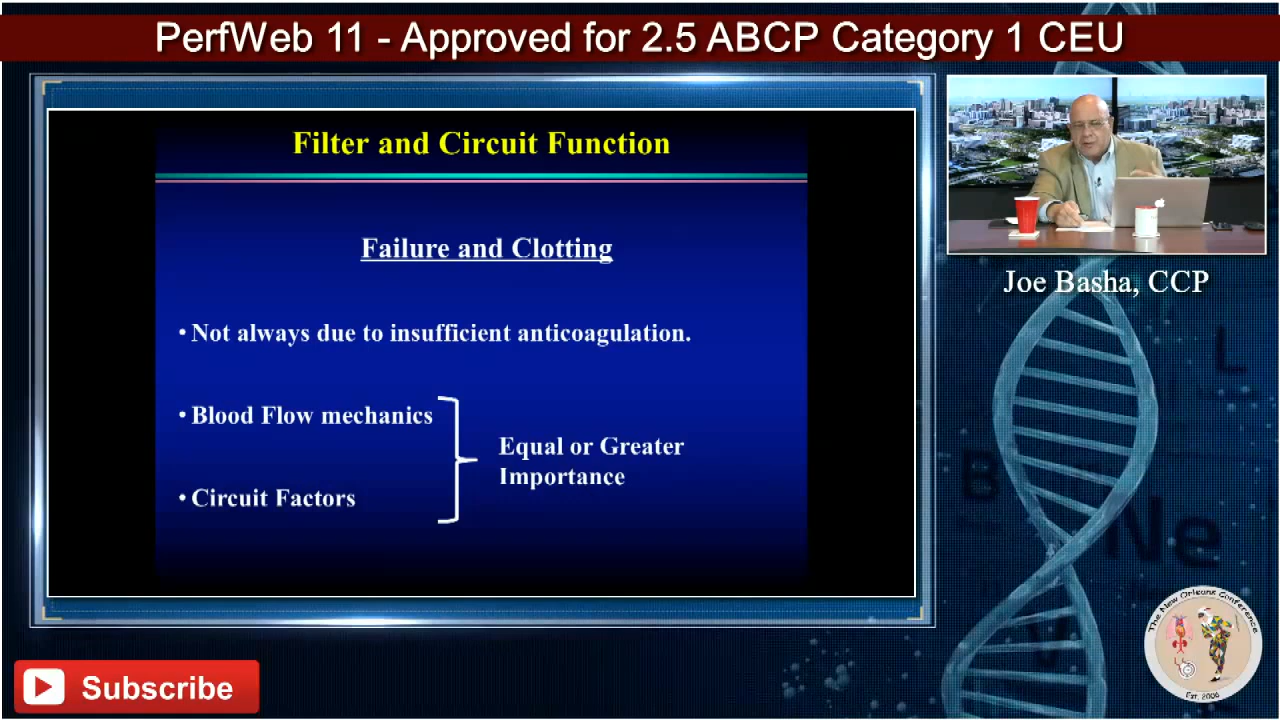 PerfWeb 11 - Approved for 2.5 ABCP Category 1 CEU
Filter and Circuit Function
Failure and Clotting
• Not always due to insufficient anticoagulation.
• Blood Flow mechanics
Equal or Greater
Importance
• Circuit Factors
Joe Basha, CCP
L
B
Ne
The New Orleans Conference
Est. 2006
Subscribe